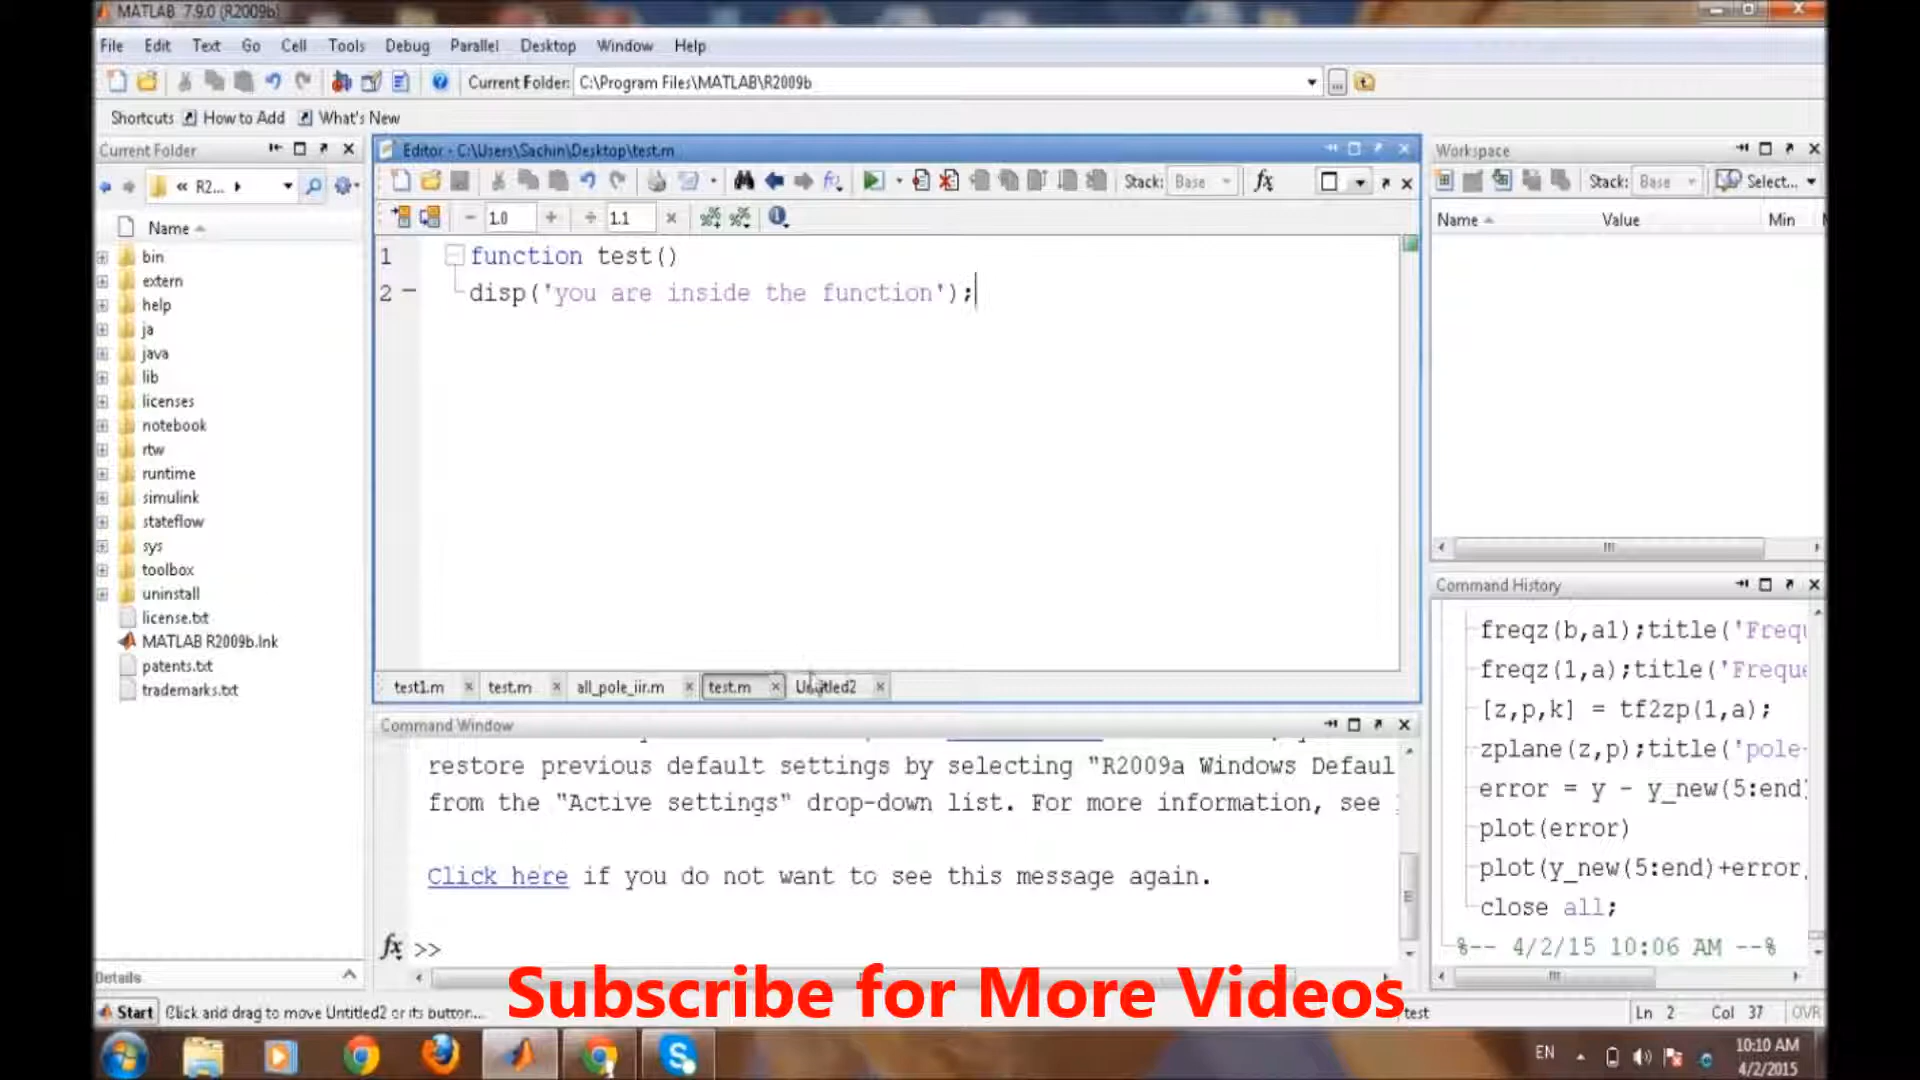 MATLAB 7.9.0 (R2009b)
File Edit Text Go Cell Tools Debug Parallel Desktop Window Help
Current Folder: C:\Program Files\MATLAB\R2009b ...
Shortcuts How to Add What's New
Current Folder
« R2...
Name
bin
extern
help
ja
java
lib
licenses
notebook
rtw
runtime
simulink
stateflow
sys
toolbox
uninstall
license.txt
MATLAB R2009b.lnk
patents.txt
trademarks.txt
Details
Editor - C:\Users\Sachin\Desktop\test.m
Stack: Base fx
- 1.0 + ÷ 1.1 ×
1 function test()
2 - disp('you are inside the function');
test1.m test.m all_pole_iir.m test.m Untitled2
Command Window
restore previous default settings by selecting "R2009a Windows Defaul
from the "Active settings" drop-down list. For more information, see
Click here if you do not want to see this message again.
fx >>
Workspace
Stack: Base Select...
Name Value Min
Command History
freqz(b,a1);title('Frequ
freqz(1,a);title('Freque
[z,p,k] = tf2zp(1,a);
zplane(z,p);title('pole-
error = y - y_new(5:end)
plot(error)
plot(y_new(5:end)+error,
close all;
%-- 4/2/15 10:06 AM --%
Subscribe for More Videos
Start Click and drag to move Untitled2 or its button... test Ln 2 Col 37 OVR
EN 10:10 AM
4/2/2015